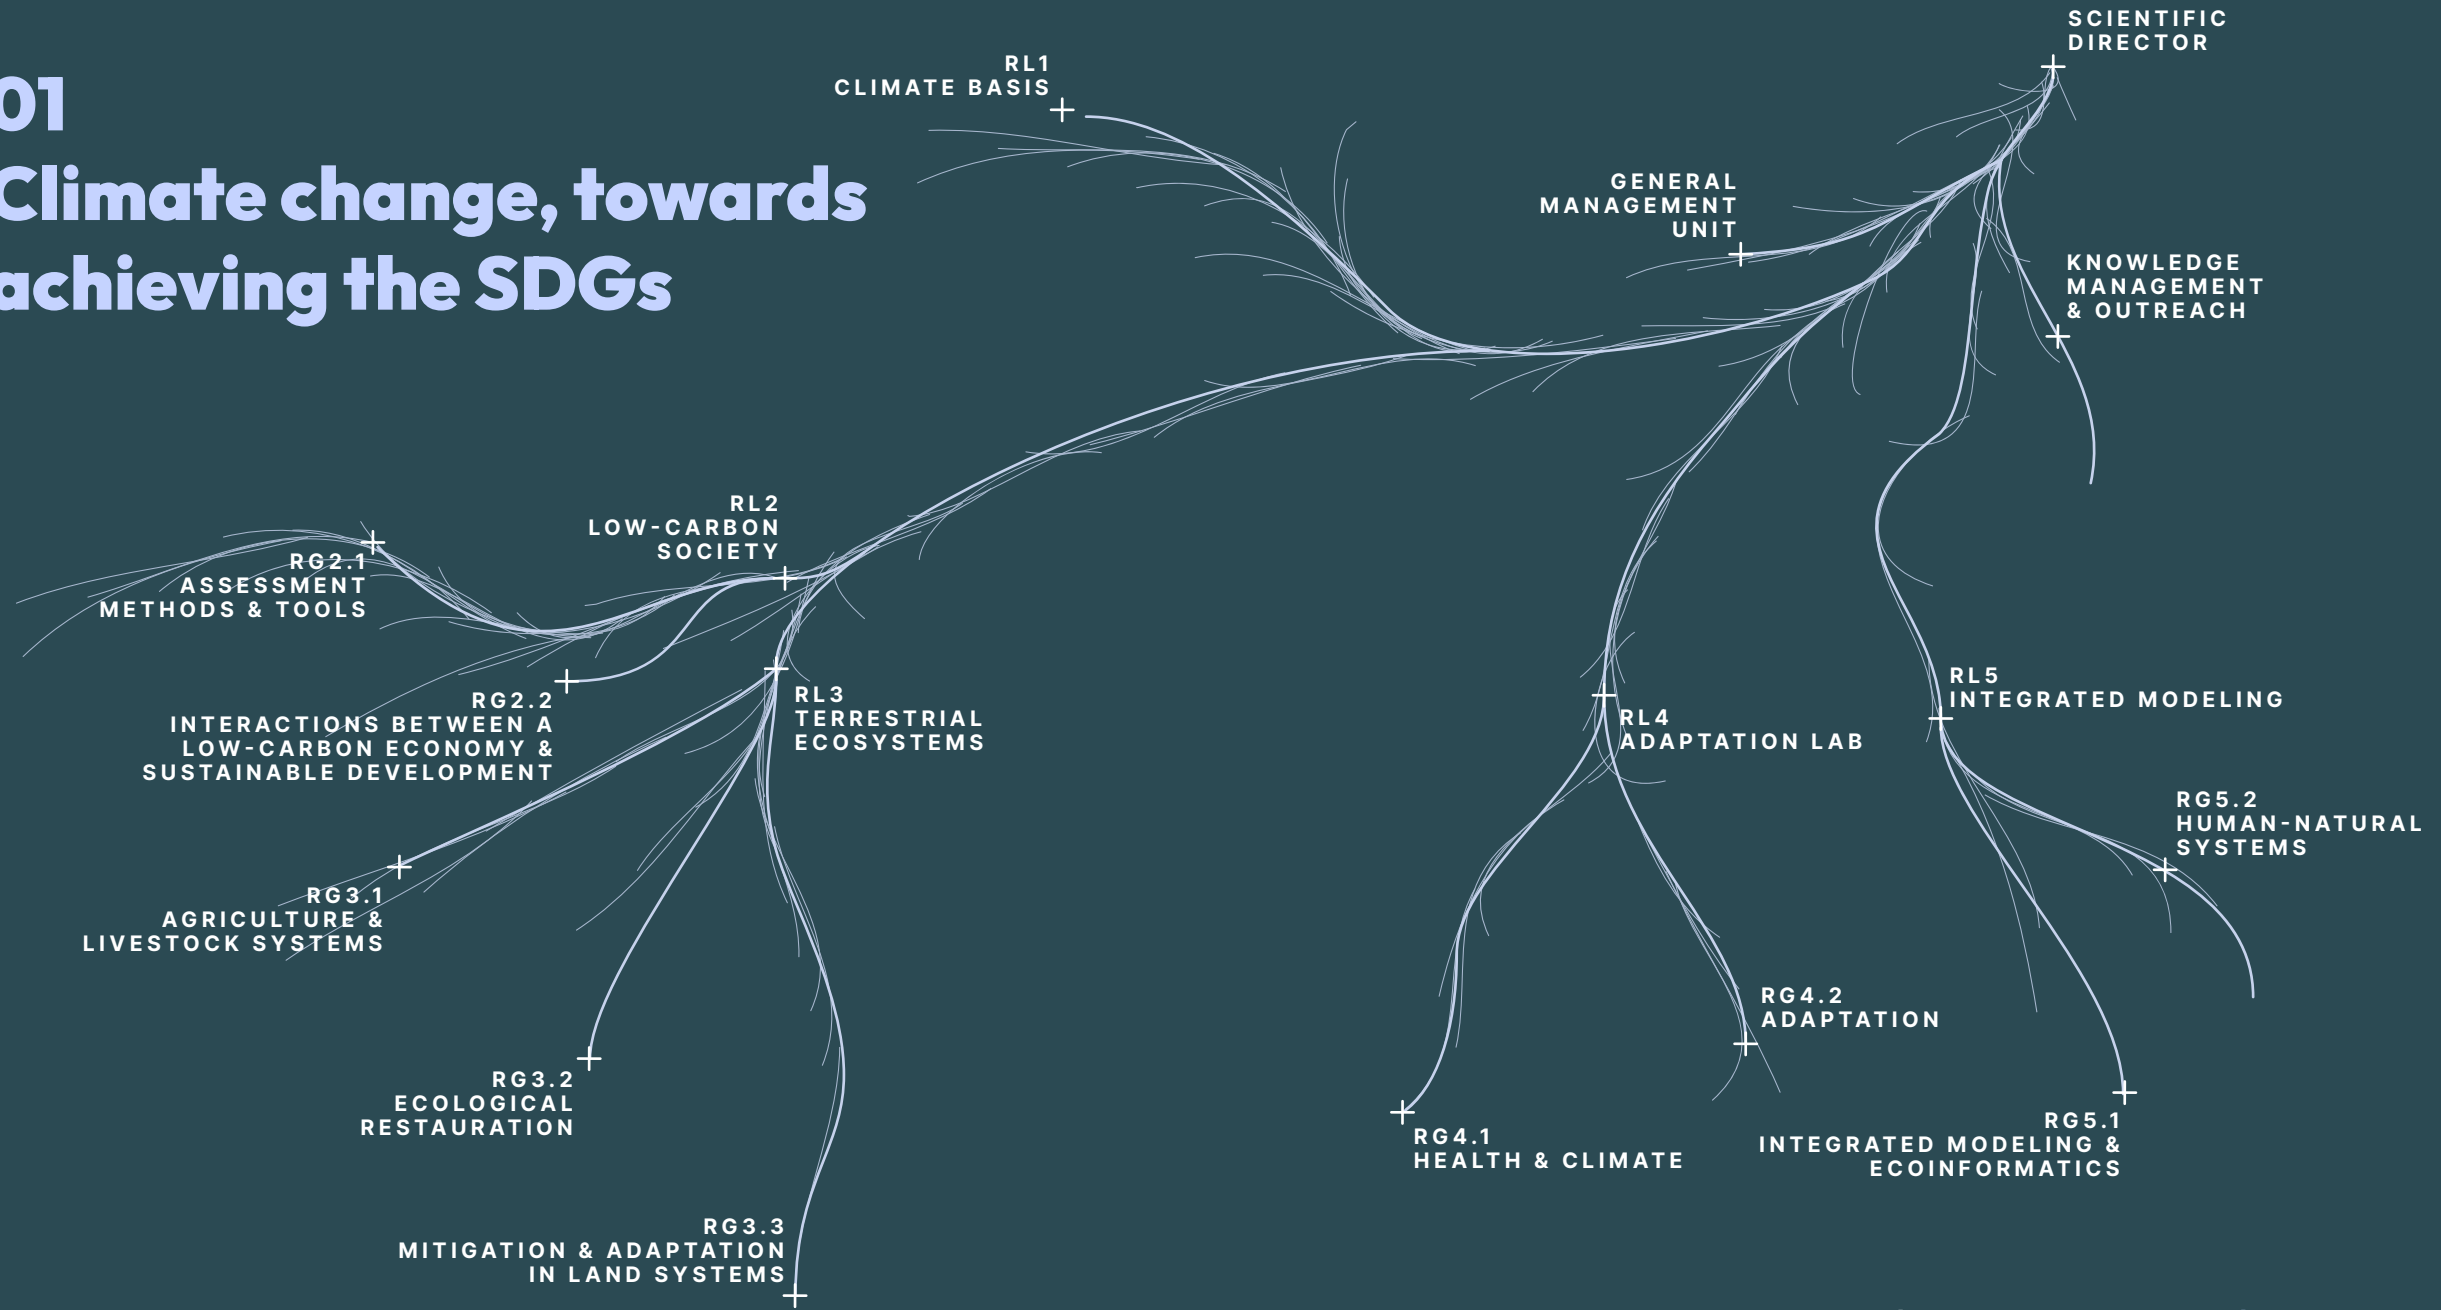 01
Climate change, towards
achieving the SDGs
RL1
CLIMATE BASIS
SCIENTIFIC
DIRECTOR
GENERAL
MANAGEMENT
UNIT
KNOWLEDGE
MANAGEMENT
& OUTREACH
RL2
LOW-CARBON
SOCIETY
RG2.1
ASSESSMENT
METHODS & TOOLS
RG2.2
INTERACTIONS BETWEEN A
LOW-CARBON ECONOMY &
SUSTAINABLE DEVELOPMENT
RL3
TERRESTRIAL
ECOSYSTEMS
RL4
ADAPTATION LAB
RL5
INTEGRATED MODELING
RG5.2
HUMAN-NATURAL
SYSTEMS
RG3.1
AGRICULTURE &
LIVESTOCK SYSTEMS
RG3.2
ECOLOGICAL
RESTAURATION
RG4.2
ADAPTATION
RG4.1
HEALTH & CLIMATE
RG5.1
INTEGRATED MODELING &
ECOINFORMATICS
RG3.3
MITIGATION & ADAPTATION
IN LAND SYSTEMS